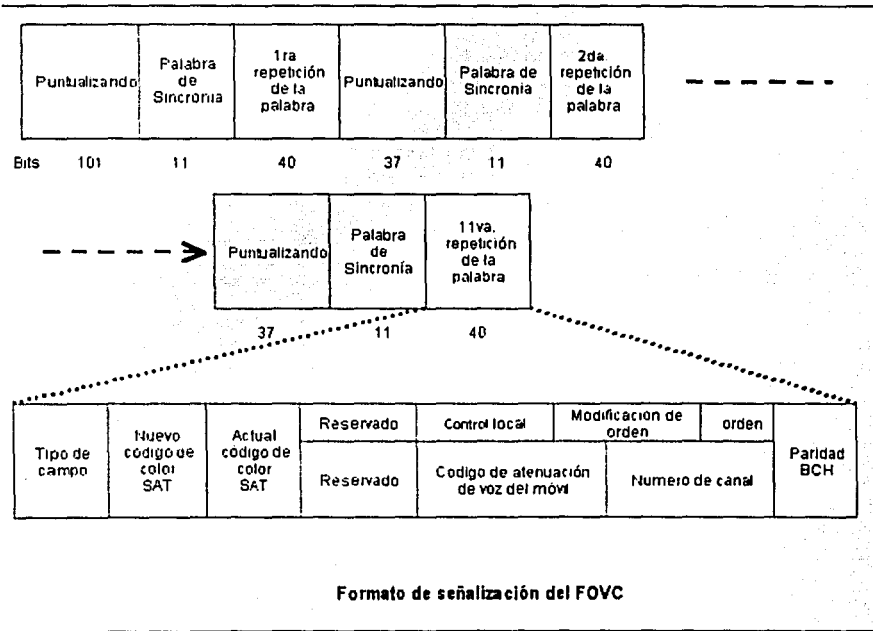 Puntualizando
Palabra
de
Sincronia
1ra
repetición
de la
palabra
Puntualizando
Palabra de
Sincronia
2da.
repetición
de la
palabra
Bits 101 11 40 37 11 40
Puntualizando
Palabra
de
Sincronía
11va.
repetición
de la
palabra
37 11 40
Tipo de
campo
Nuevo
código de
color
SAT
Actual
código de
color
SAT
Reservado
Control local
Modificación de
orden
orden
Reservado
Codigo de atenuación
de voz del móvil
Numero de canal
Paridad
BCH
Formato de señalización del FOVC